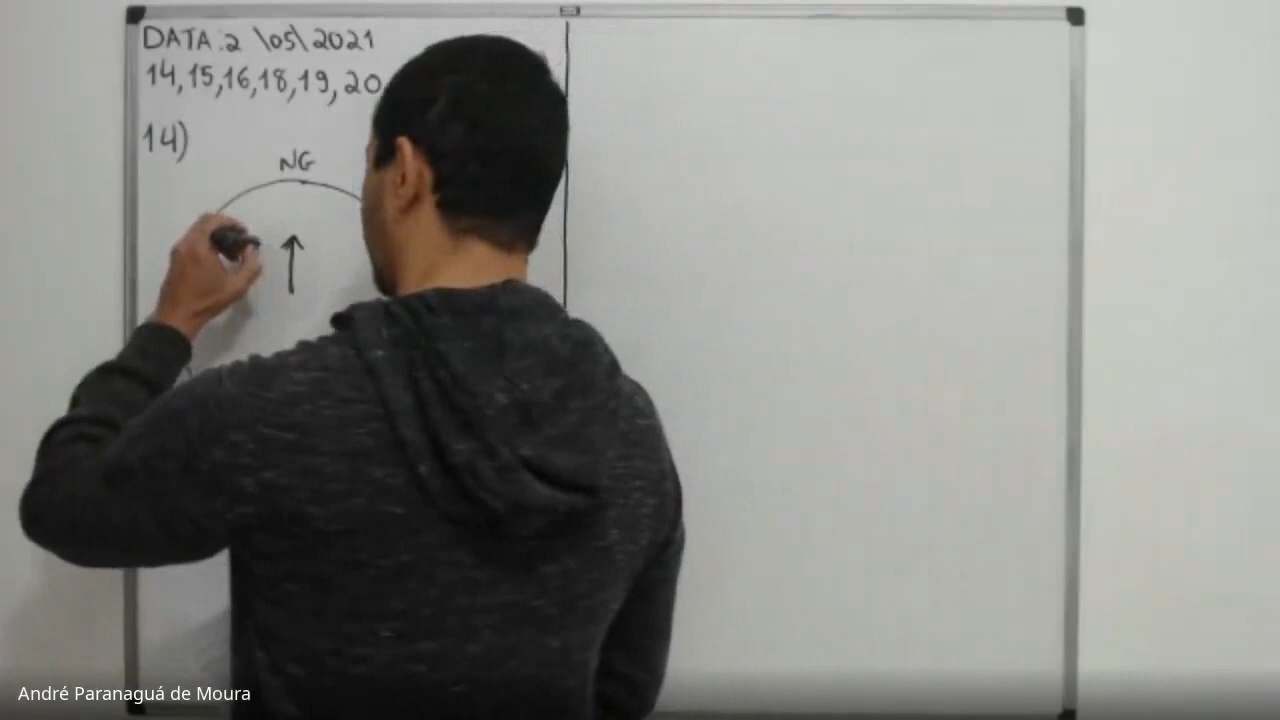 DATA: 2 \05\ 2021
14, 15, 16, 18, 19, 20
14)
NG
André Paranaguá de Moura